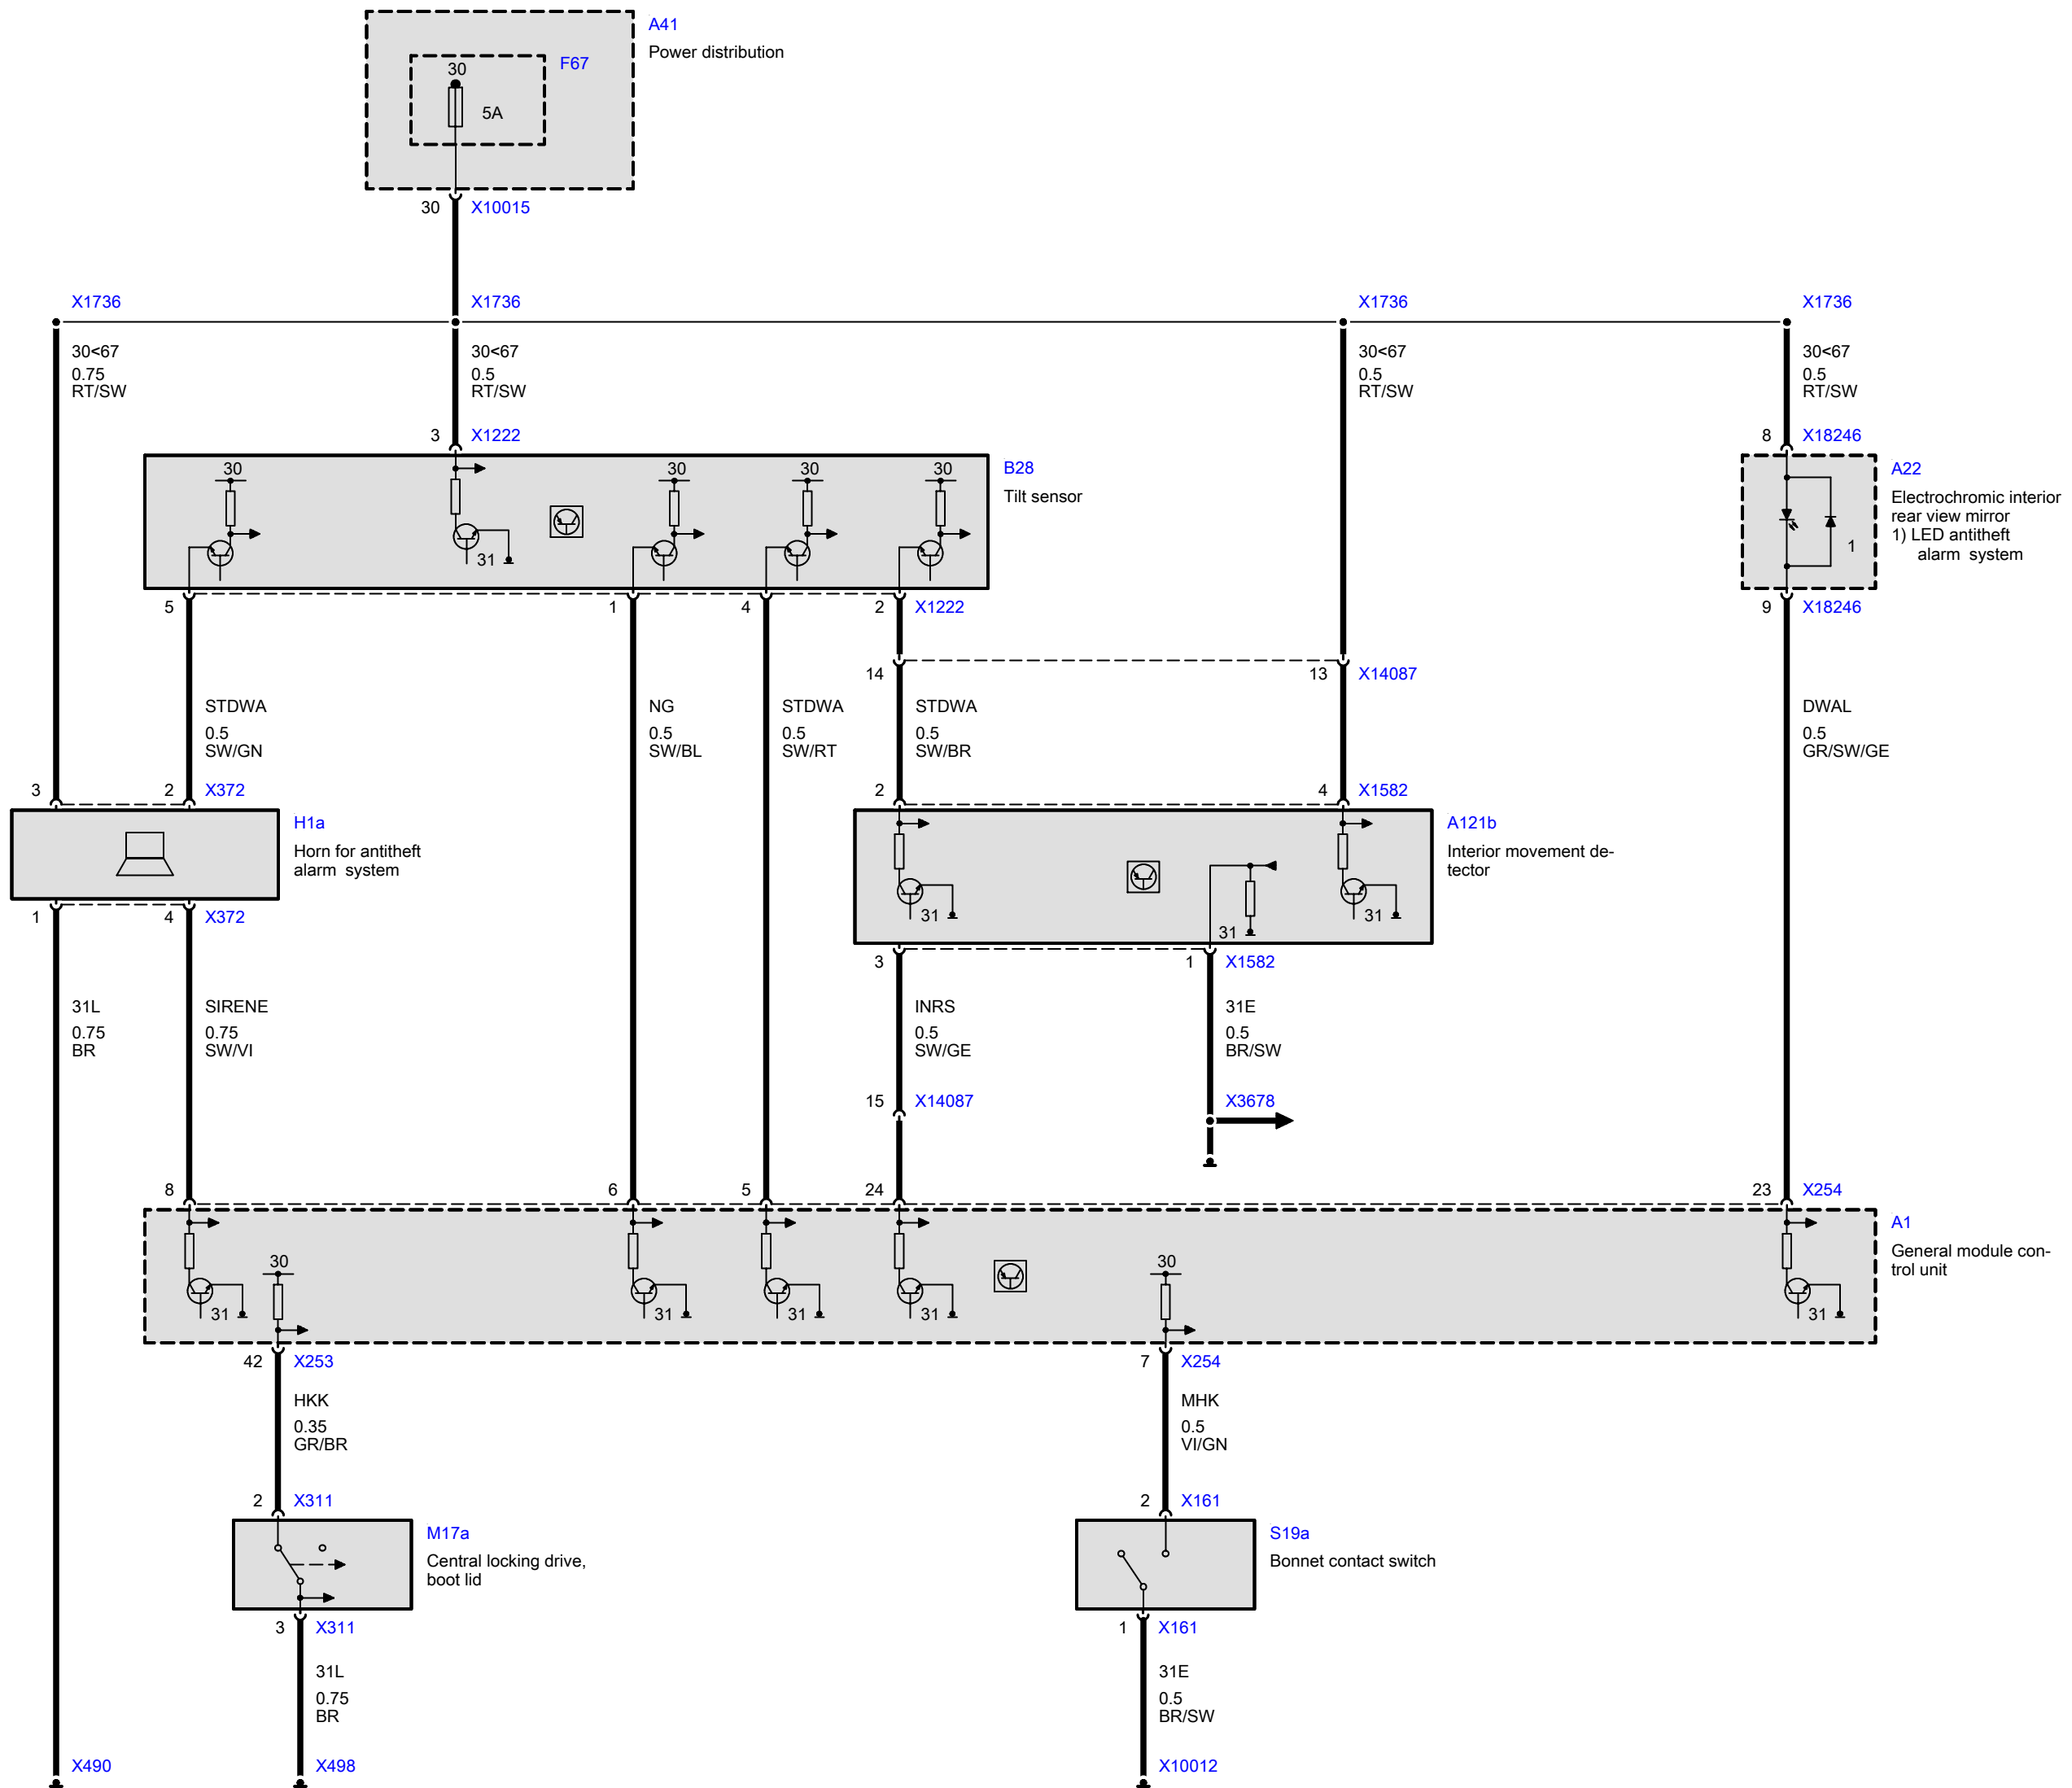 A41
Power distribution
F67
30
5A
30 X10015
X1736 X1736 X1736 X1736
30<67 30<67 30<67 30<67
0.75 0.5 0.5 0.5
RT/SW RT/SW RT/SW RT/SW
3 X1222 8 X18246
30 30 30 30
31
B28
Tilt sensor
A22
Electrochromic interior
rear view mirror
1) LED antitheft
alarm system
1
5 1 4 2 X1222 9 X18246
14 13 X14087
STDWA NG STDWA STDWA DWAL
0.5 0.5 0.5 0.5 0.5
SW/GN SW/BL SW/RT SW/BR GR/SW/GE
3 2 X372 2 4 X1582
H1a
Horn for antitheft
alarm system
A121b
Interior movement de-
tector
31 31 31
1 4 X372
3 1 X1582
31L SIRENE INRS 31E
0.75 0.75 0.5 0.5
BR SW/VI SW/GE BR/SW
15 X14087 X3678
8 6 5 24 23 X254
A1
General module con-
trol unit
30 30
31 31 31 31 31
42 X253 7 X254
HKK MHK
0.35 0.5
GR/BR VI/GN
2 X311 2 X161
M17a
Central locking drive,
boot lid
S19a
Bonnet contact switch
3 X311 1 X161
31L 31E
0.75 0.5
BR BR/SW
X490 X498 X10012